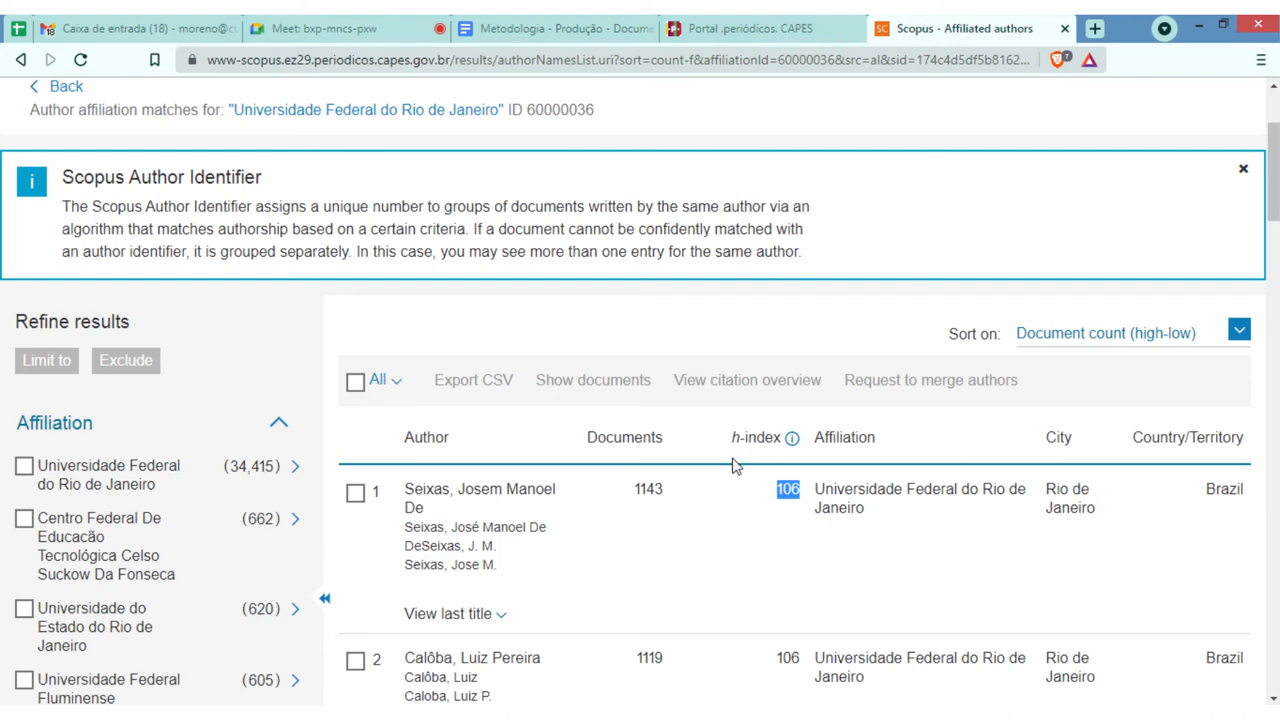 Caixa de entrada (18) - moreno@c
Meet: bxp-mncs-pxw
Metodologia - Produção - Docume
Portal .periódicos. CAPES
SC Scopus - Affiliated authors
www-scopus.ez29.periodicos.capes.gov.br/results/authorNamesList.uri?sort=count-f&affiliationId=60000036&src=al&sid=174c4d5df5b8162...
Back
Author affiliation matches for: "Universidade Federal do Rio de Janeiro" ID 60000036
i
Scopus Author Identifier
The Scopus Author Identifier assigns a unique number to groups of documents written by the same author via an
algorithm that matches authorship based on a certain criteria. If a document cannot be confidently matched with
an author identifier, it is grouped separately. In this case, you may see more than one entry for the same author.
Refine results
Limit to Exclude
Affiliation
Universidade Federal (34,415)
do Rio de Janeiro
Centro Federal De (662)
Educacão
Tecnológica Celso
Suckow Da Fonseca
Universidade do (620)
Estado do Rio de
Janeiro
Universidade Federal (605)
Fluminense
Sort on: Document count (high-low)
All Export CSV Show documents View citation overview Request to merge authors
Author Documents h-index Affiliation City Country/Territory
1 Seixas, Josem Manoel 1143 106 Universidade Federal do Rio de Rio de Brazil
De Janeiro Janeiro
Seixas, José Manoel De
DeSeixas, J. M.
Seixas, Jose M.
View last title
2 Calôba, Luiz Pereira 1119 106 Universidade Federal do Rio de Rio de Brazil
Calôba, Luiz Janeiro Janeiro
Caloba, Luiz P.